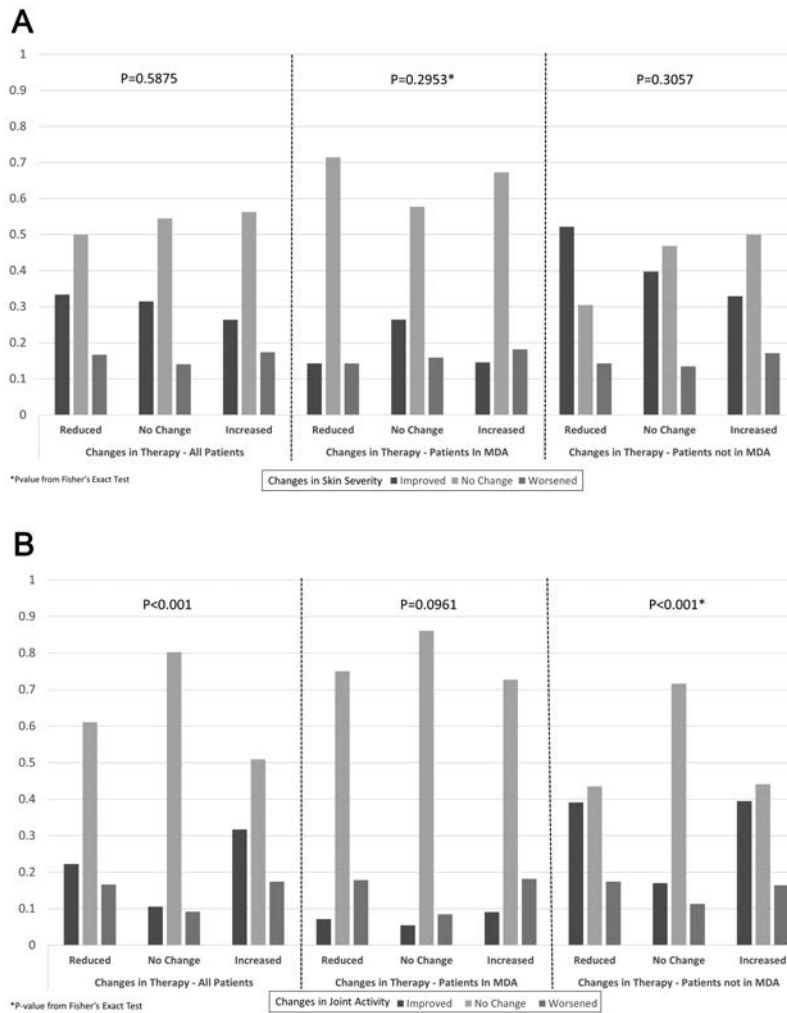 A
1
P=0.5875 P=0.2953* P=0.3057
0.9
0.8
0.7
0.6
0.5
0.4
0.3
0.2
0.1
0
Reduced No Change Increased Reduced No Change Increased Reduced No Change Increased
Changes in Therapy - All Patients Changes in Therapy - Patients In MDA Changes in Therapy - Patients not in MDA
*Pvalue from Fisher's Exact Test
Changes in Skin Severity Improved No Change Worsened
B
1
P<0.001 P=0.0961 P<0.001*
0.9
0.8
0.7
0.6
0.5
0.4
0.3
0.2
0.1
0
Reduced No Change Increased Reduced No Change Increased Reduced No Change Increased
Changes in Therapy - All Patients Changes in Therapy - Patients In MDA Changes in Therapy - Patients not in MDA
*P-value from Fisher's Exact Test
Changes in Joint Activity Improved No Change Worsened